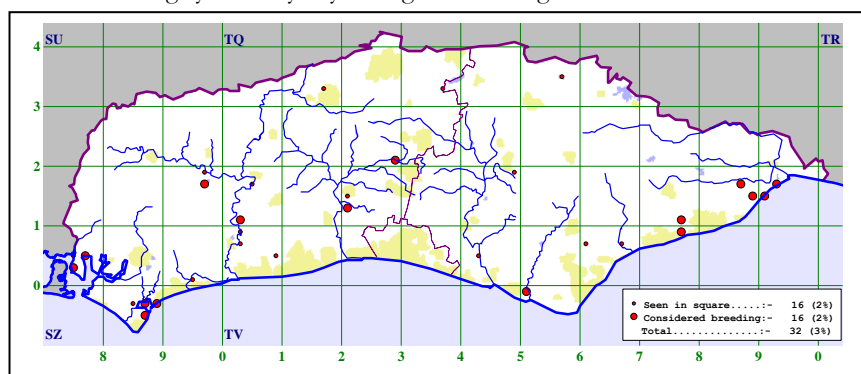 SU TQ TR
4
3
2
1
0
Seen in square.....:- 16 (2%)
Considered breeding:- 16 (2%)
Total..............:- 32 (3%)
SZ TV
8 9 0 1 2 3 4 5 6 7 8 9 0